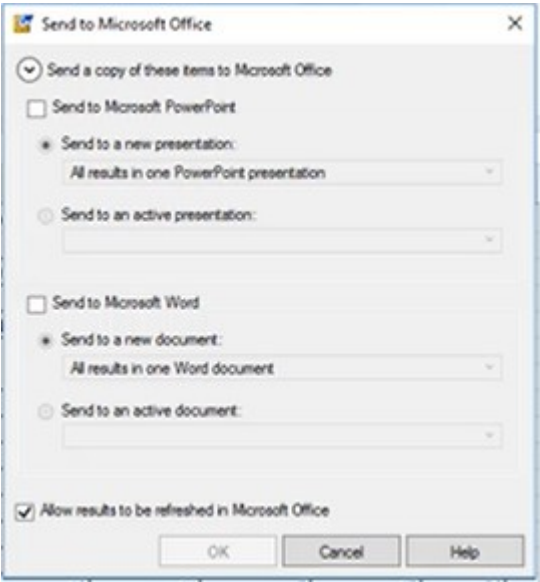 Send to Microsoft Office
Send a copy of these items to Microsoft Office
Send to Microsoft PowerPoint
Send to a new presentation:
All results in one PowerPoint presentation
Send to an active presentation:
Send to Microsoft Word
Send to a new document:
All results in one Word document
Send to an active document:
Allow results to be refreshed in Microsoft Office
OK Cancel Help